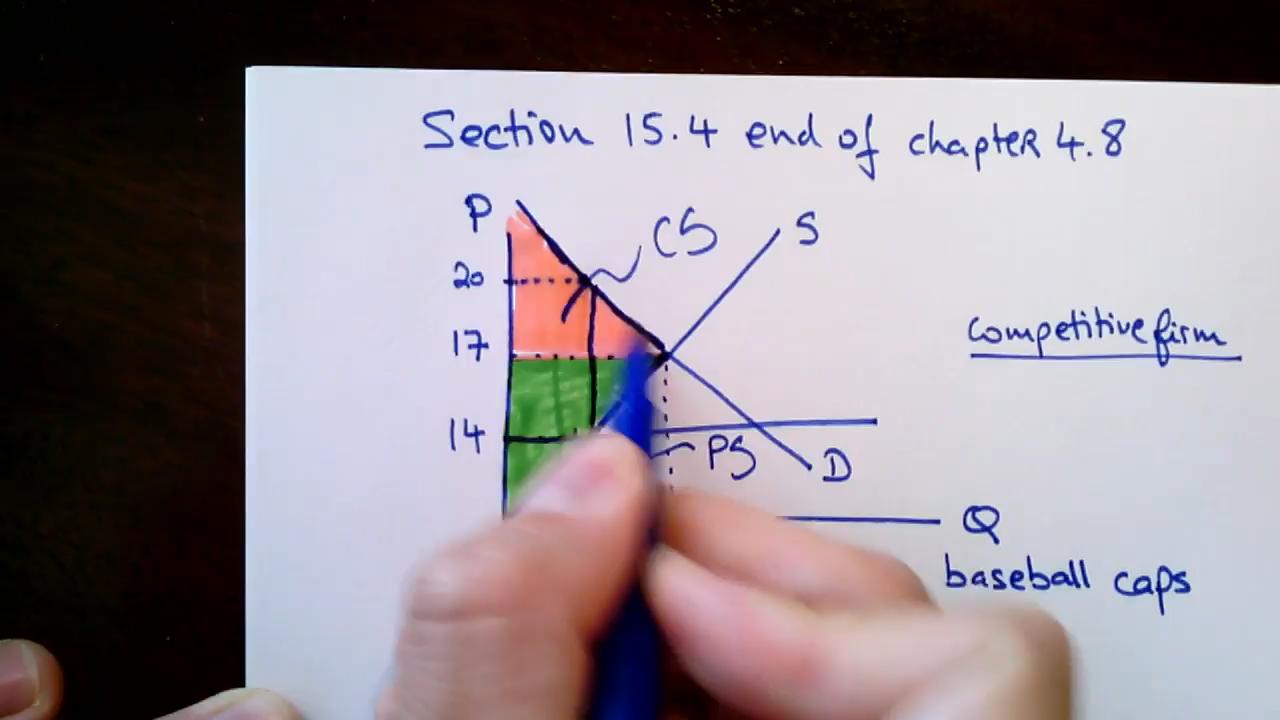 Section 15.4 end of chapter 4.8
P
CS
S
20
17
competitive firm
14
PS
D
Q
baseball caps